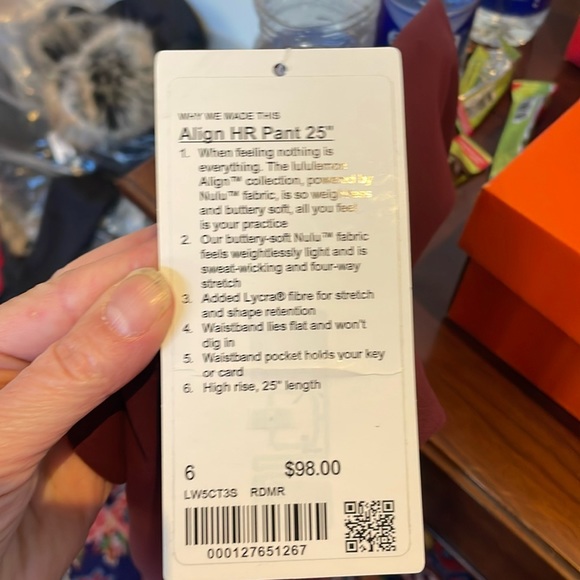 WHY WE MADE THIS
Align HR Pant 25"
1. When feeling nothing is
everything. The lululemon
Align™ collection, powered by
Nulu™ fabric, is so weightless
and buttery soft, all you feel
is your practice
2. Our buttery-soft Nulu™ fabric
feels weightlessly light and is
sweat-wicking and four-way
stretch
3. Added Lycra® fibre for stretch
and shape retention
4. Waistband lies flat and won't
dig in
5. Waistband pocket holds your key
or card
6. High rise, 25" length
6 $98.00
LW5CT3S RDMR
000127651267